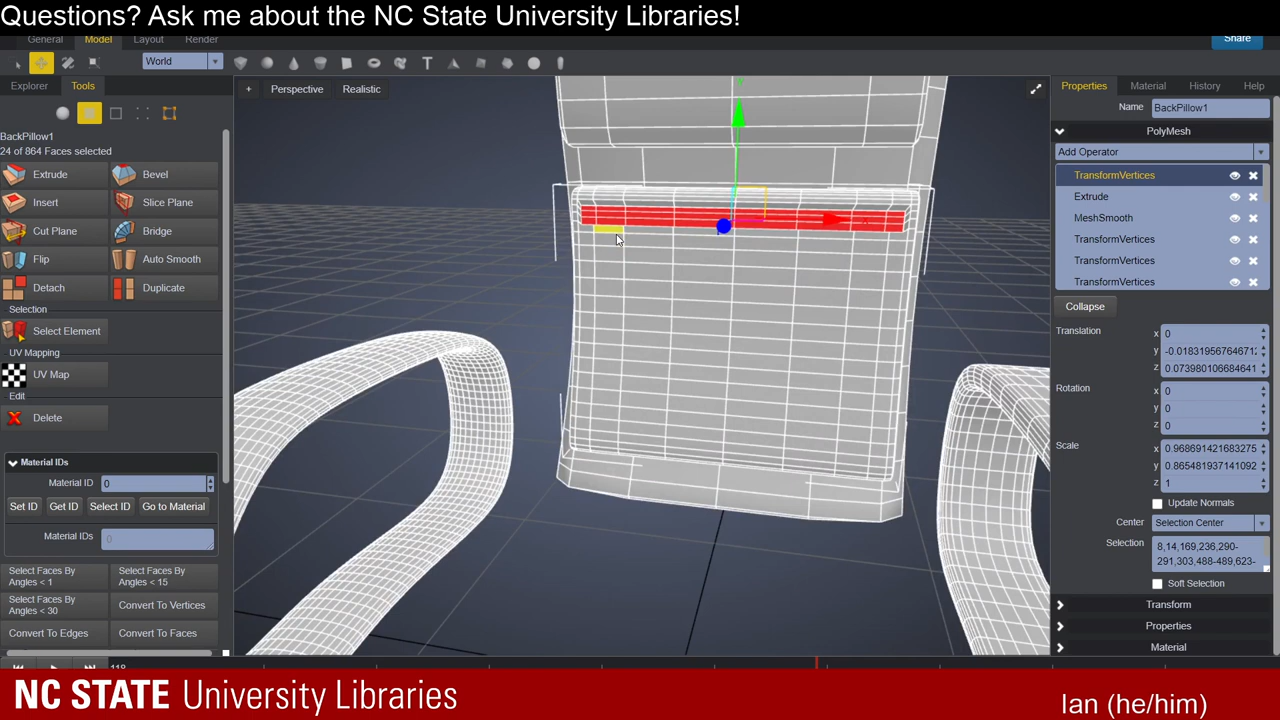 Questions? Ask me about the NC State University Libraries!
General Model Layout Render Share
World
Explorer Tools
+ Perspective Realistic
Properties Material History Help
Name BackPillow1
BackPillow1
24 of 864 Faces selected
PolyMesh
Add Operator
Extrude Bevel
Insert Slice Plane
Cut Plane Bridge
Flip Auto Smooth
Detach Duplicate
Selection
Select Element
UV Mapping
UV Map
Edit
Delete
Material IDs
Material ID 0
Set ID Get ID Select ID Go to Material
Material IDs 0
Select Faces By Angles < 1
Select Faces By Angles < 15
Select Faces By Angles < 30
Convert To Vertices
Convert To Edges Convert To Faces
TransformVertices
Extrude
MeshSmooth
TransformVertices
TransformVertices
TransformVertices
Collapse
Translation x 0
y -0.01831956764671:
z 0.073980106684641
Rotation x 0
y 0
z 0
Scale x 0.968691421683275
y 0.865481937141092
z 1
Update Normals
Center Selection Center
Selection 8,14,169,236,290-
291,303,488-489,623-
Soft Selection
Transform
Properties
Material
118
NC STATE University Libraries
Ian (he/him)